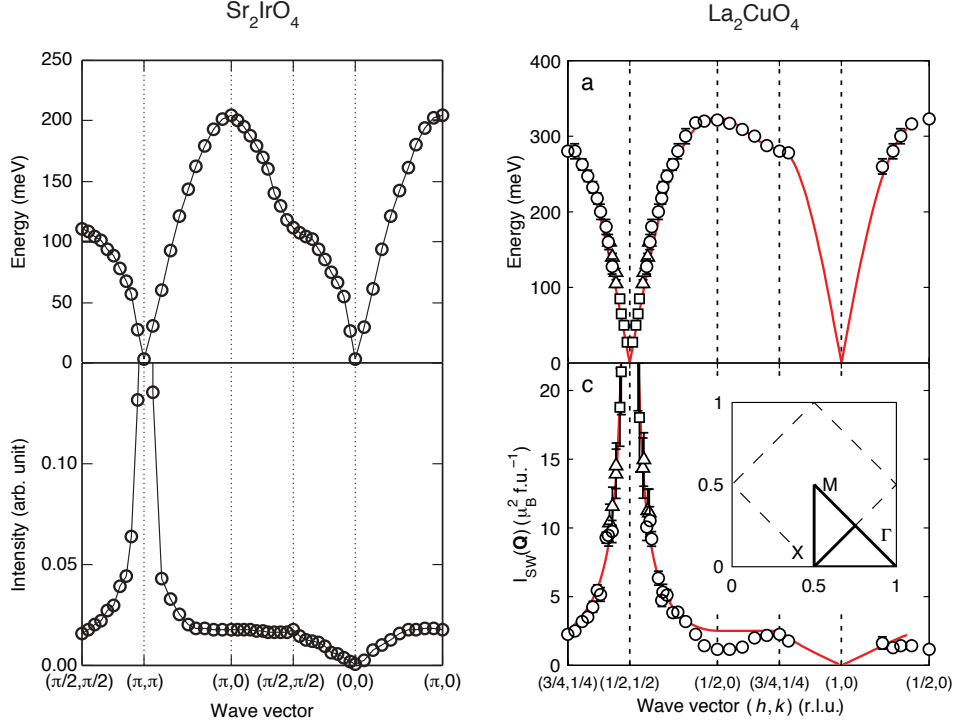 Sr₂IrO₄
250
200
150
100
50
0
Energy (meV)
0.10
0.05
0.00
Intensity (arb. unit)
(π/2,π/2) (π,π) (π,0) (π/2,π/2) (0,0) (π,0)
Wave vector
La₂CuO₄
a
400
300
200
100
0
Energy (meV)
c
20
15
10
5
0
I_SW(Q) (μ_B² f.u.⁻¹)
1
0.5
0
M
X
Γ
0 0.5 1
(3/4,1/4) (1/2,1/2) (1/2,0) (3/4,1/4) (1,0) (1/2,0)
Wave vector (h,k) (r.l.u.)